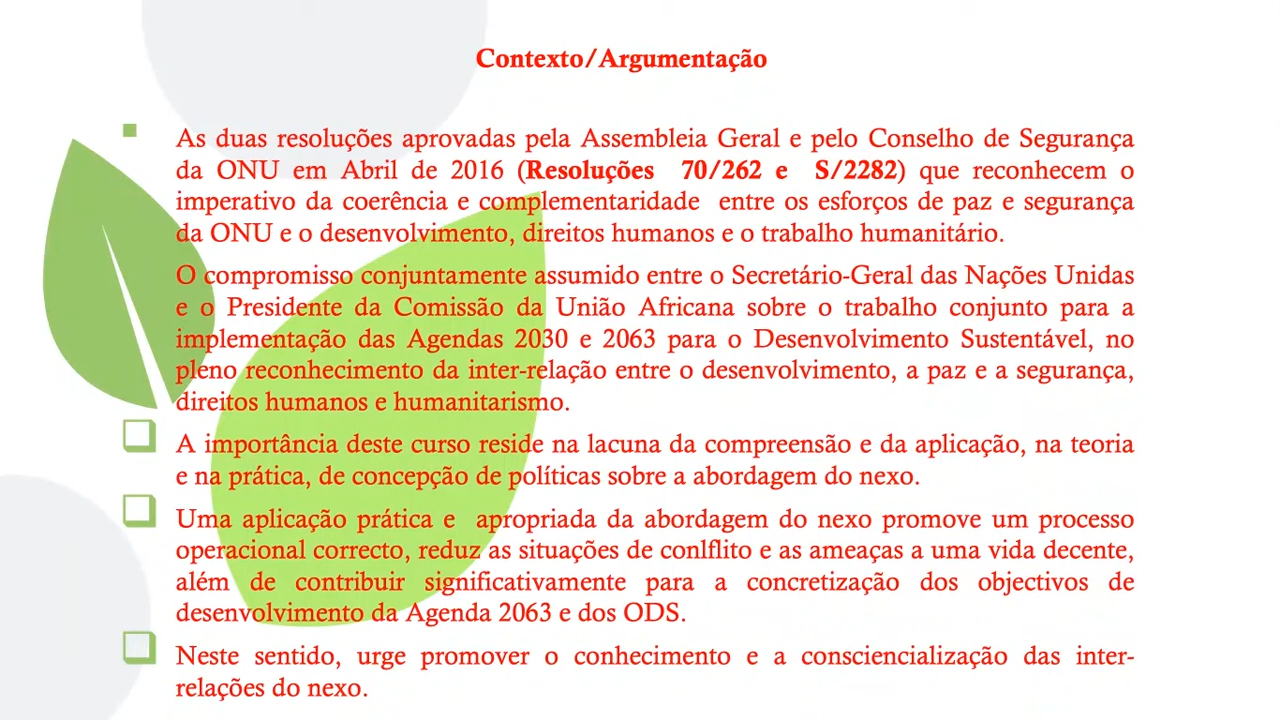 Contexto/Argumentação
As duas resoluções aprovadas pela Assembleia Geral e pelo Conselho de Segurança
da ONU em Abril de 2016 (Resoluções 70/262 e S/2282) que reconhecem o
imperativo da coerência e complementaridade entre os esforços de paz e segurança
da ONU e o desenvolvimento, direitos humanos e o trabalho humanitário.
O compromisso conjuntamente assumido entre o Secretário-Geral das Nações Unidas
e o Presidente da Comissão da União Africana sobre o trabalho conjunto para a
implementação das Agendas 2030 e 2063 para o Desenvolvimento Sustentável, no
pleno reconhecimento da inter-relação entre o desenvolvimento, a paz e a segurança,
direitos humanos e humanitarismo.
A importância deste curso reside na lacuna da compreensão e da aplicação, na teoria
e na prática, de concepção de políticas sobre a abordagem do nexo.
Uma aplicação prática e apropriada da abordagem do nexo promove um processo
operacional correcto, reduz as situações de conlflito e as ameaças a uma vida decente,
além de contribuir significativamente para a concretização dos objectivos de
desenvolvimento da Agenda 2063 e dos ODS.
Neste sentido, urge promover o conhecimento e a consciencialização das inter-
relações do nexo.